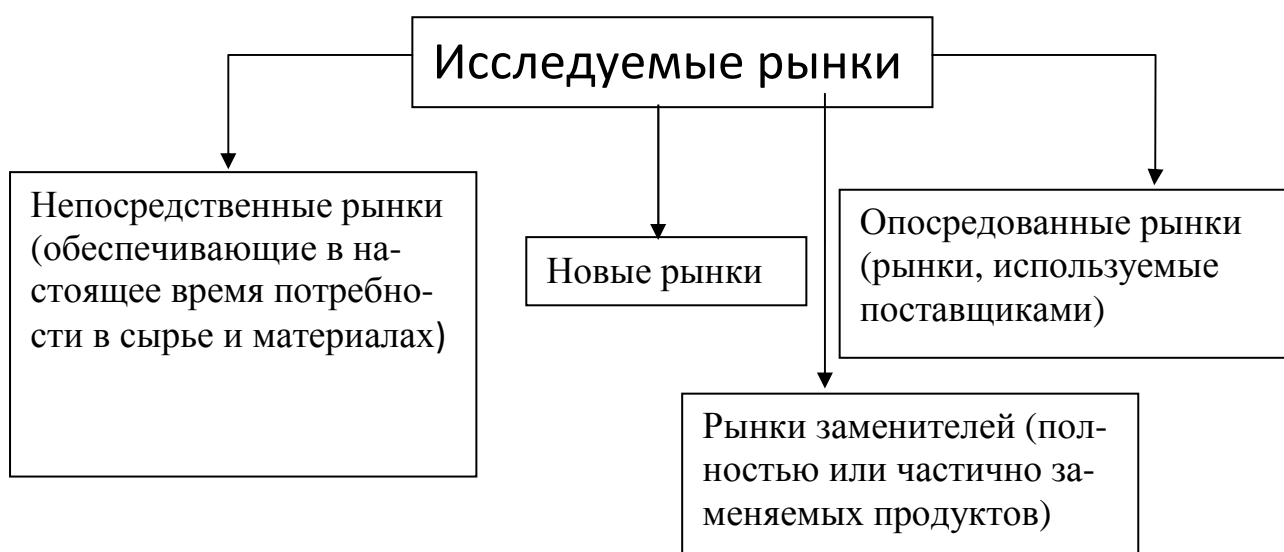 Исследуемые рынки
Непосредственные рынки
(обеспечивающие в на-
стоящее время потребно-
сти в сырье и материалах)
Новые рынки
Опосредованные рынки
(рынки, используемые
поставщиками)
Рынки заменителей (пол-
ностью или частично за-
меняемых продуктов)